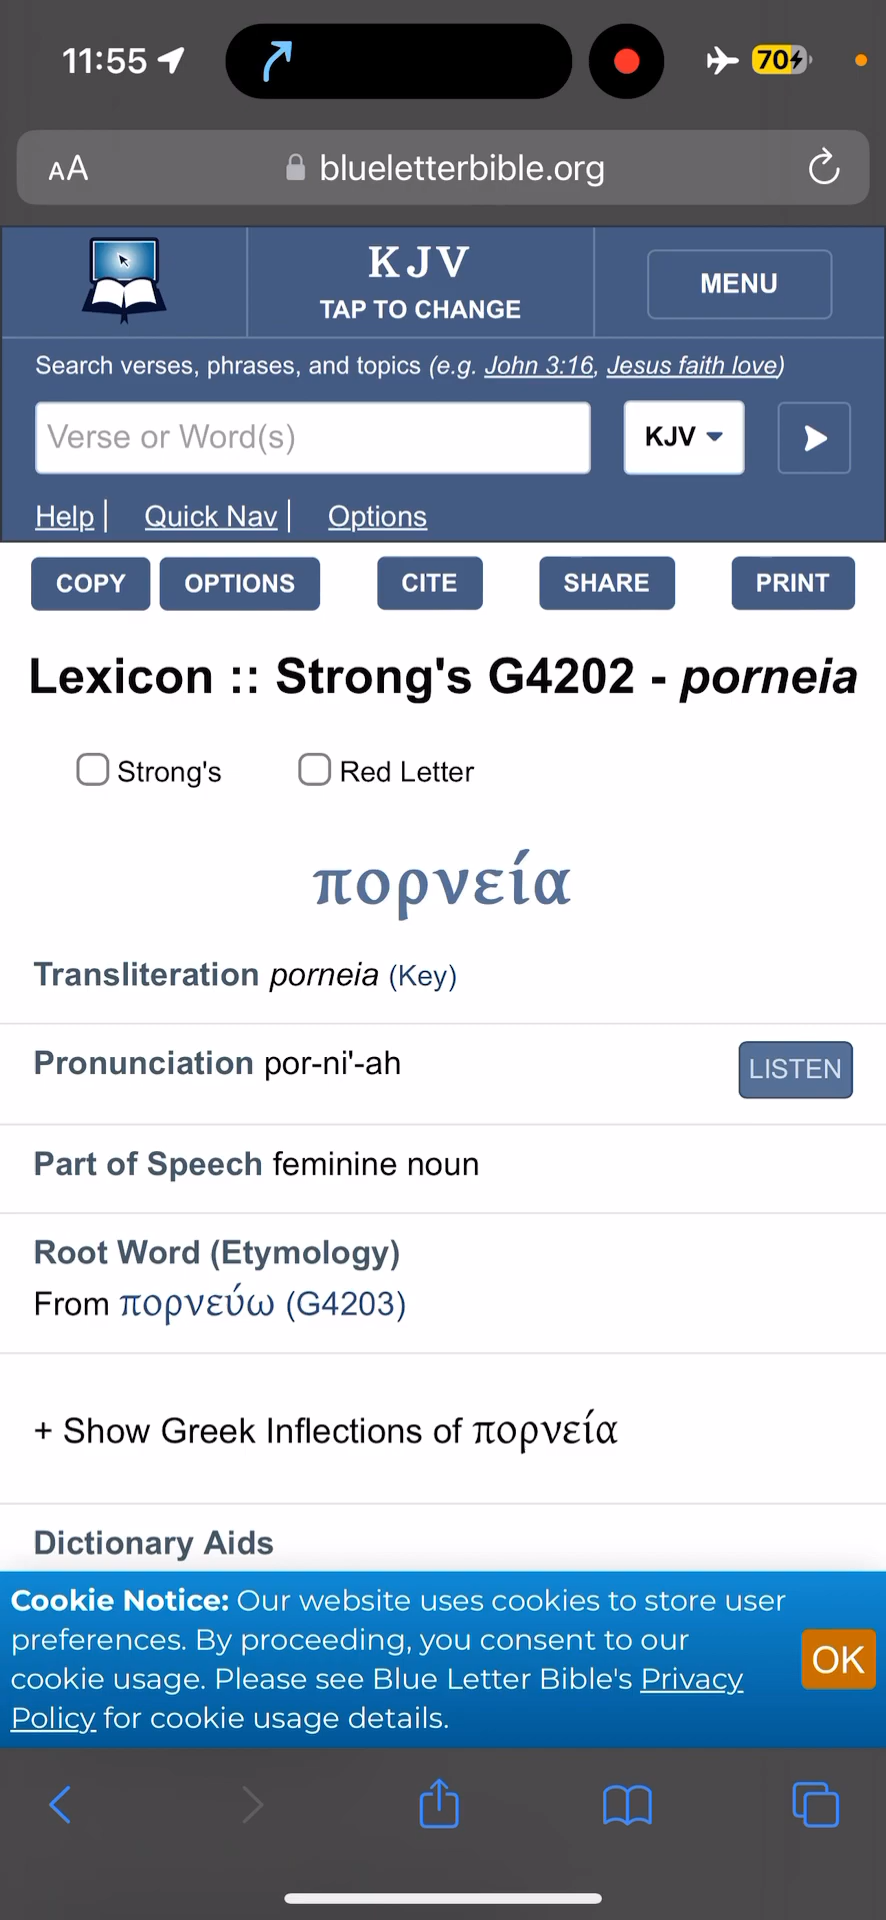 11:55
70
AA blueletterbible.org
KJV
TAP TO CHANGE
MENU
Search verses, phrases, and topics (e.g. John 3:16, Jesus faith love)
Verse or Word(s)
KJV
Help | Quick Nav | Options
COPY OPTIONS CITE SHARE PRINT
Lexicon :: Strong's G4202 - porneia
Strong's Red Letter
πορνεία
Transliteration porneia (Key)
Pronunciation por-ni'-ah
LISTEN
Part of Speech feminine noun
Root Word (Etymology)
From πορνεύω (G4203)
+ Show Greek Inflections of πορνεία
Dictionary Aids
Cookie Notice: Our website uses cookies to store user
preferences. By proceeding, you consent to our
cookie usage. Please see Blue Letter Bible's Privacy
Policy for cookie usage details.
OK